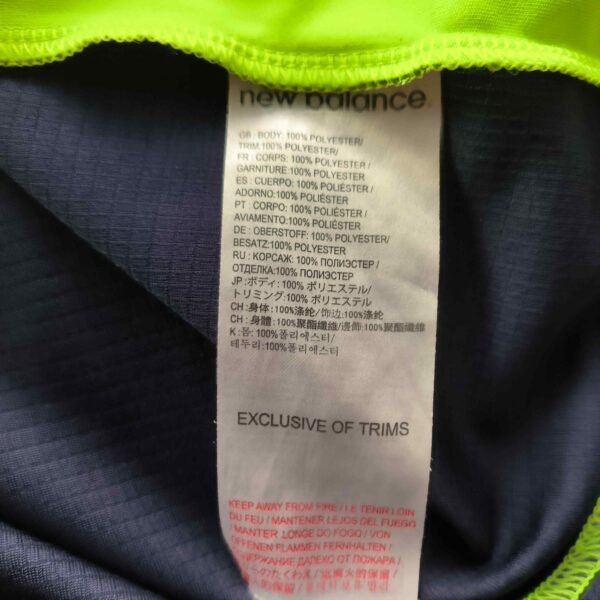 new balance
GB : BODY: 100% POLYESTER/
TRIM:100% POLYESTER/
FR : CORPS: 100% POLYESTER /
GARNITURE:100% POLYESTER /
ES : CUERPO: 100% POLIÉSTER /
ADORNO:100% POLIÉSTER
PT : CORPO: 100% POLIÉSTER /
AVIAMENTO:100% POLIÉSTER
DE : OBERSTOFF: 100% POLYESTER/
BESATZ:100% POLYESTER
RU : КОРСАЖ: 100% ПОЛИЭСТЕР /
ОТДЕЛКА:100% ПОЛИЭСТЕР
JP : ボディ: 100% ポリエステル/
トリミング: 100% ポリエステル
CH : 身体 : 100%涤纶/ 饰边:100%涤纶
CH : 身體 : 100%聚酯纖維/邊飾 :100%聚酯纖維
K : 몸: 100%폴리에스터/
테두리:100%폴리에스터
EXCLUSIVE OF TRIMS
KEEP AWAY FROM FIRE / LE TENIR LOIN
DU FEU / MANTENER LEJOS DEL FUEGO
/ MANTER LONGE DO FOGO / VON
OFFENEN FLAMMEN FERNHALTEN /
СОДЕРЖАНИЕ ДАЛЕКО ОТ ПОЖАРА /